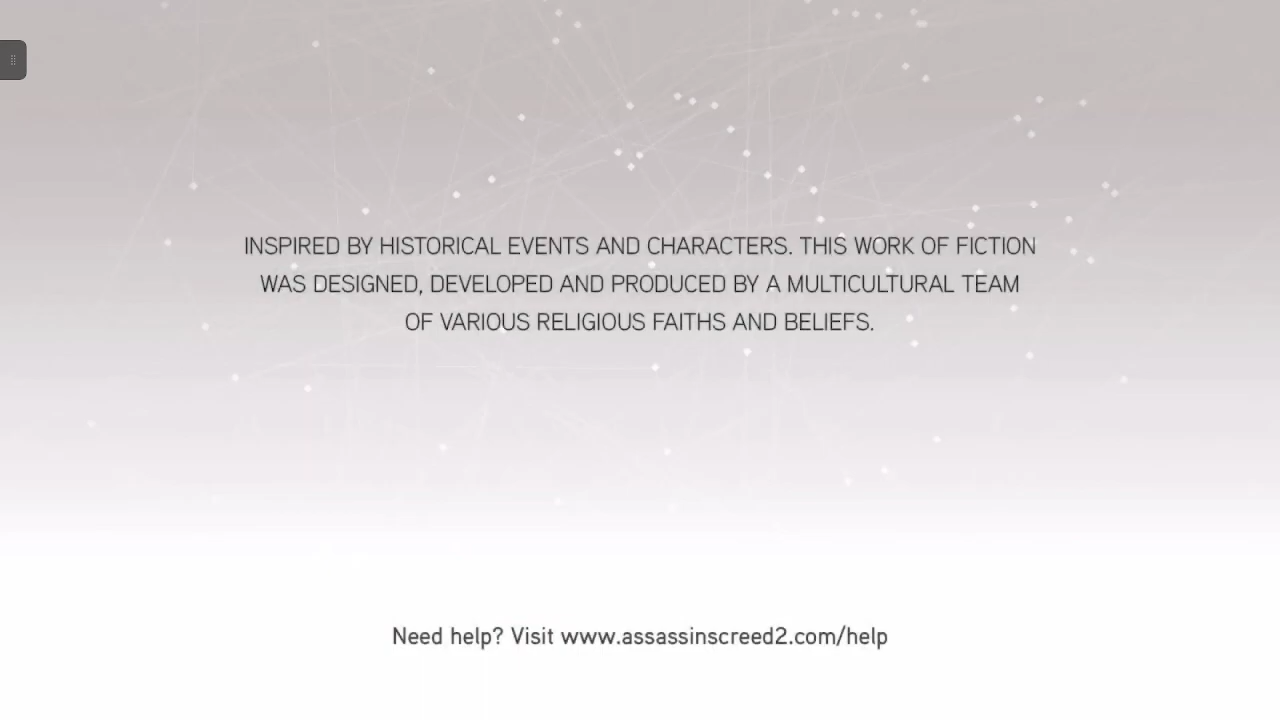 INSPIRED BY HISTORICAL EVENTS AND CHARACTERS. THIS WORK OF FICTION
WAS DESIGNED, DEVELOPED AND PRODUCED BY A MULTICULTURAL TEAM
OF VARIOUS RELIGIOUS FAITHS AND BELIEFS.
Need help? Visit www.assassinscreed2.com/help